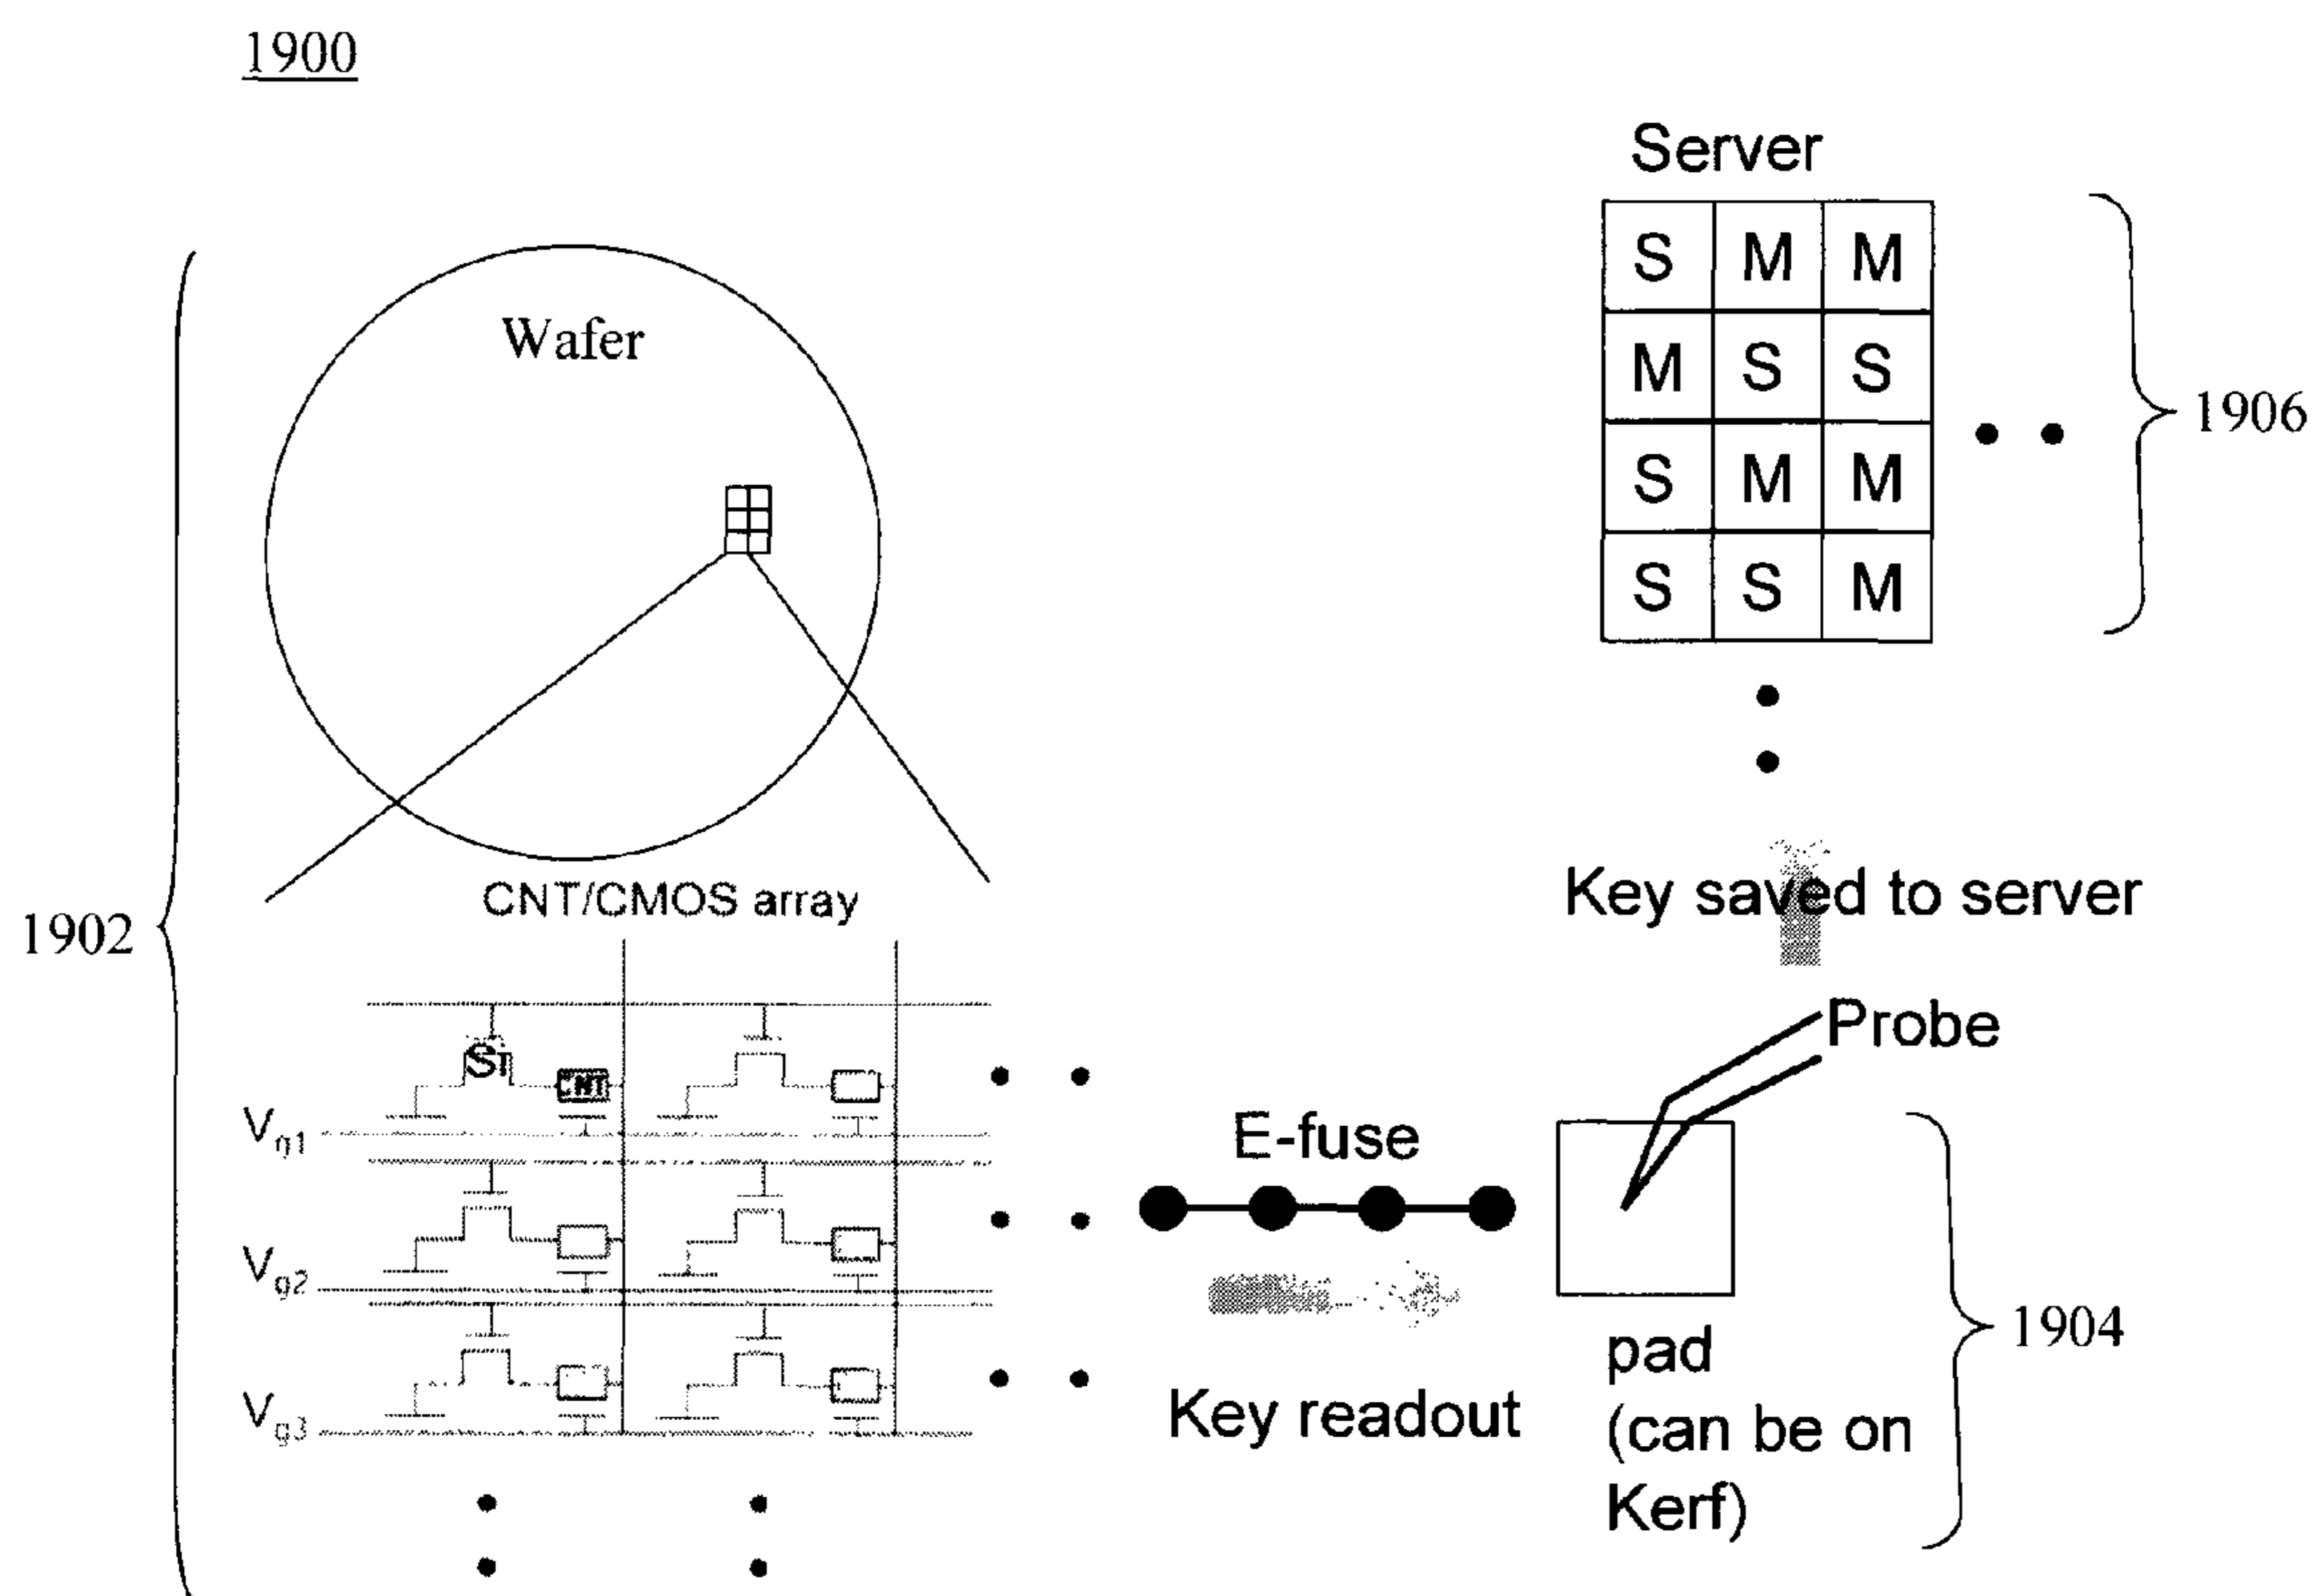 1900
Server
S M M
M S S
S M M
S S M
1906
Wafer
CNT/CMOS array
1902
Key saved to server
Probe
Si
CNT
Vg1
Vg2
Vg3
E-fuse
Key readout
pad
(can be on
Kerf)
1904